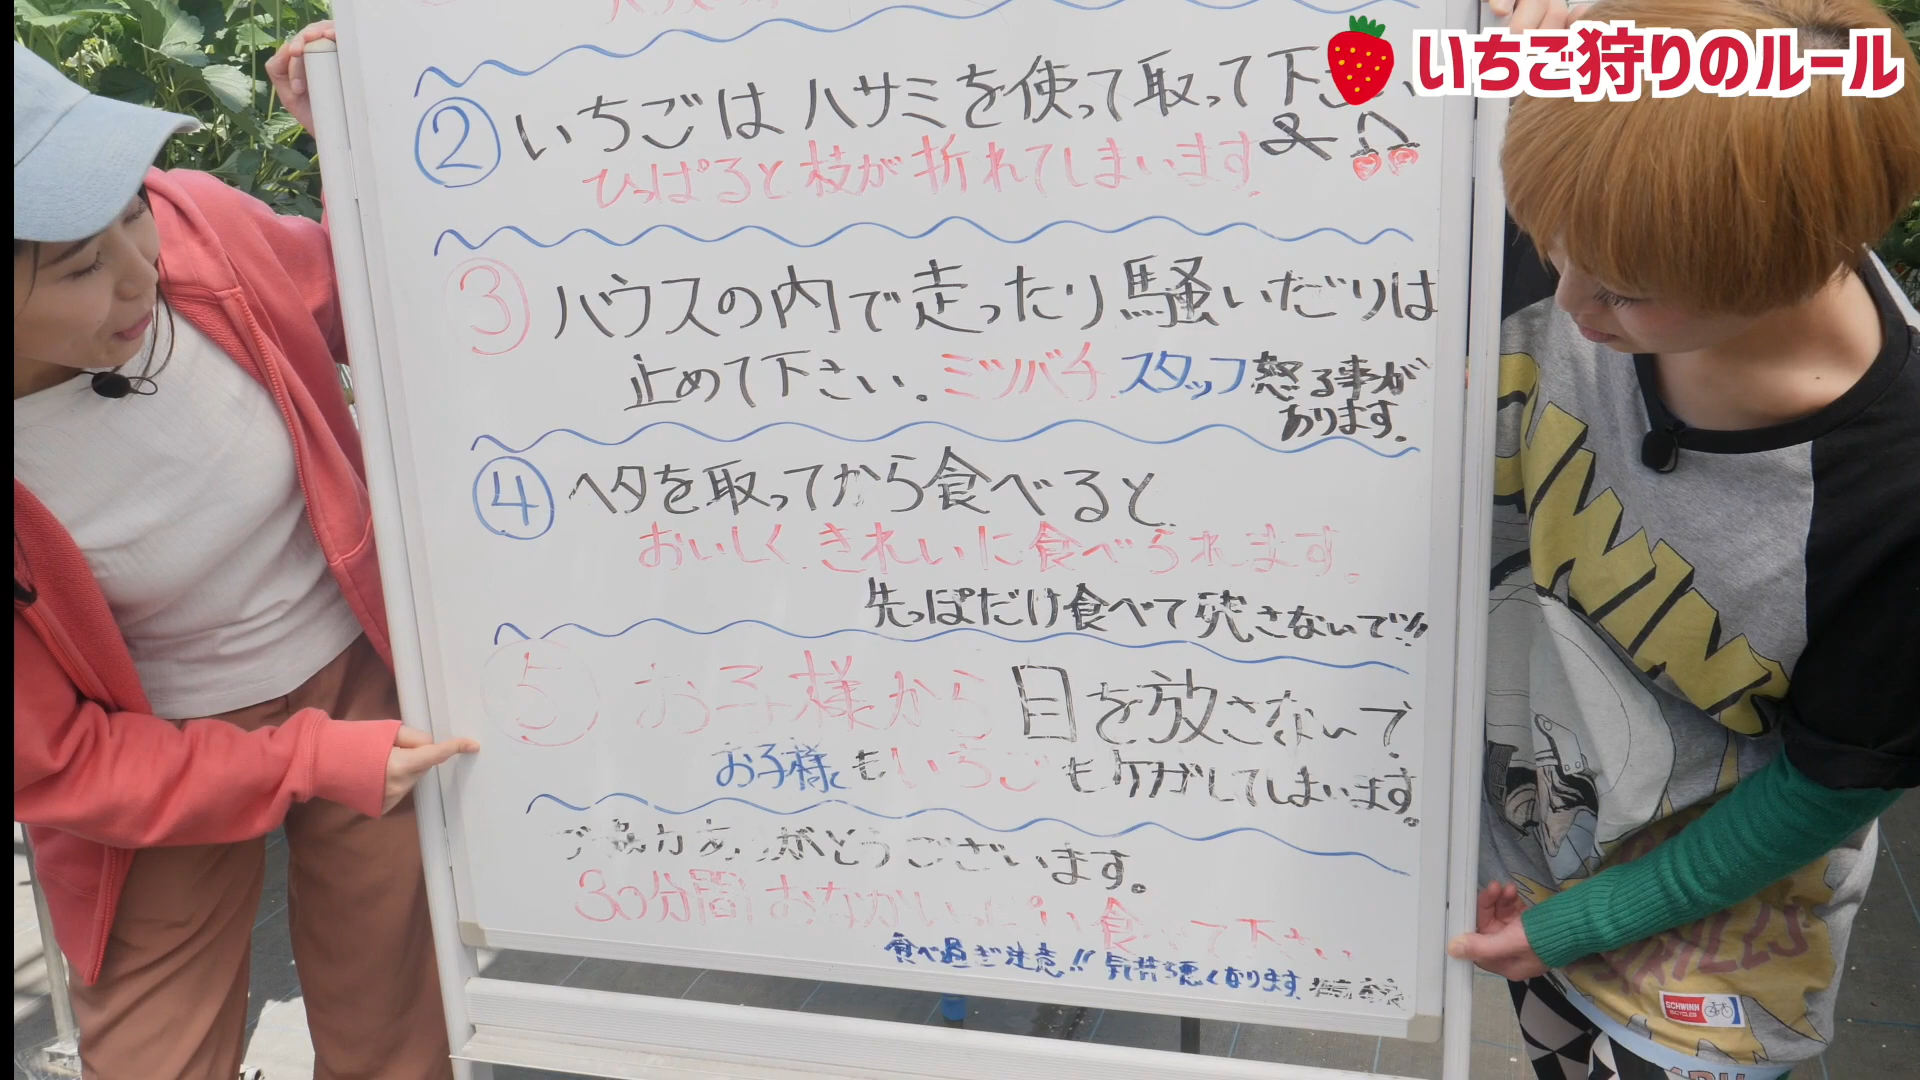 いちご狩りのルール
② いちごは ハサミを使って取って下さい
ひっぱると枝が折れてしまいます
③ ハウスの内で走ったり騒いだりは
止めて下さい。ミツバチ スタッフ 怒る事が
あります。
④ ヘタを取ってから食べると
おいしく きれいに食べられます。
先っぽだけ食べて残さないで!!
⑤ お子様から目を放さないで
お子様もいちごもケガしてしまいます。
ご協力ありがとうございます。
30分間おなかいっぱい食べて下さい
食べ過ぎ注意!! 気持ち悪くなります
SCHWINN
BICYCLES